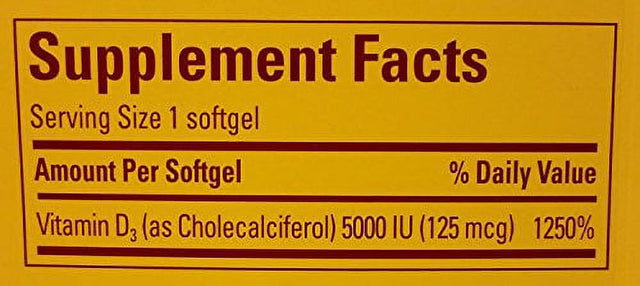 Supplement Facts
Serving Size 1 softgel
Amount Per Softgel % Daily Value
Vitamin D₃ (as Cholecalciferol) 5000 IU (125 mcg) 1250%